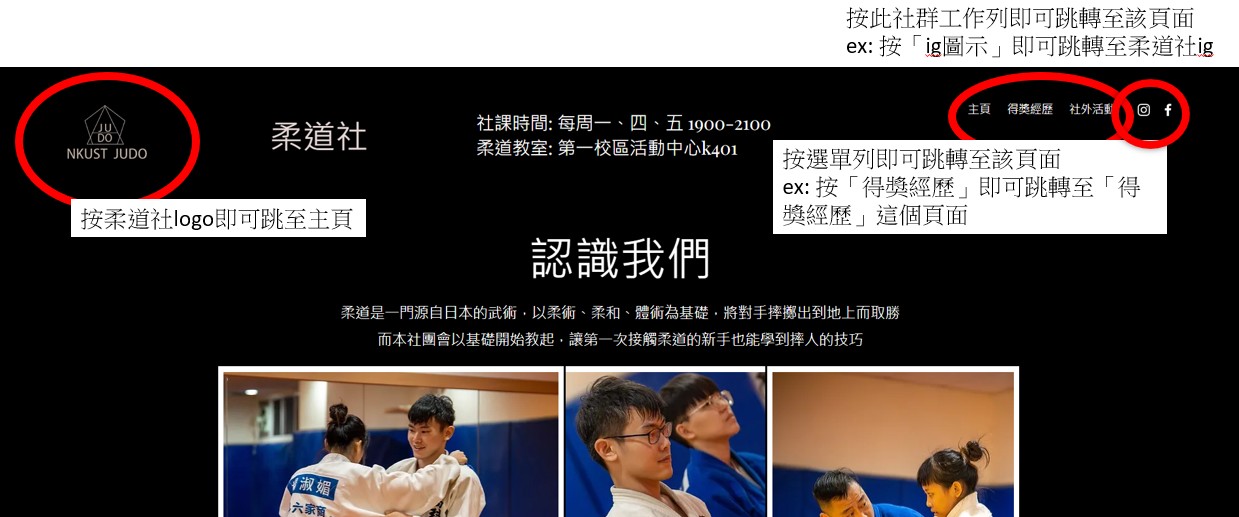 按此社群工作列即可跳轉至該頁面
ex: 按「ig圖示」即可跳轉至柔道社ig
JU
DO
NKUST JUDO
柔道社
社課時間: 每周一、四、五 1900-2100
柔道教室: 第一校區活動中心k401
主頁 得獎經歷 社外活動
按選單列即可跳轉至該頁面
ex: 按「得獎經歷」即可跳轉至「得
獎經歷」這個頁面
按柔道社logo即可跳至主頁
認識我們
柔道是一門源自日本的武術，以柔術、柔和、體術為基礎，將對手摔擲出到地上而取勝
而本社團會以基礎開始教起，讓第一次接觸柔道的新手也能學到摔人的技巧
淑媚